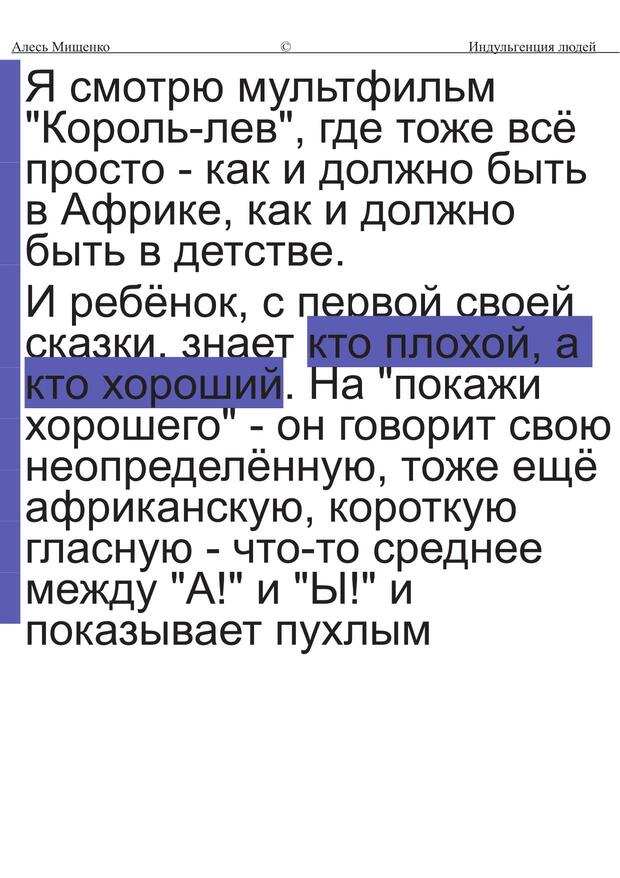 Алесь Мищенко © Индульгенция людей
Я смотрю мультфильм
"Король-лев", где тоже всё
просто - как и должно быть
в Африке, как и должно
быть в детстве.
И ребёнок, с первой своей
сказки, знает кто плохой, а
кто хороший. На "покажи
хорошего" - он говорит свою
неопределённую, тоже ещё
африканскую, короткую
гласную - что-то среднее
между "А!" и "Ы!" и
показывает пухлым